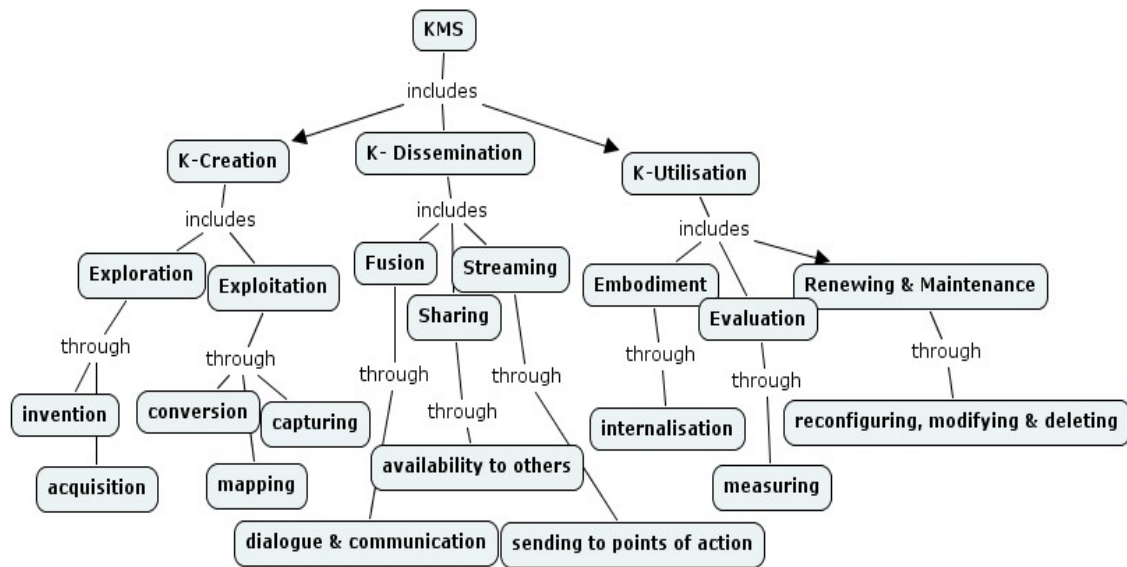 KMS
includes
K-Creation
K- Dissemination
K-Utilisation
includes
includes
includes
Exploration
Exploitation
Fusion
Streaming
Sharing
Embodiment
Evaluation
Renewing & Maintenance
through
through
through
through
through
through
through
through
invention
acquisition
conversion
capturing
mapping
availability to others
dialogue & communication
sending to points of action
internalisation
measuring
reconfiguring, modifying & deleting